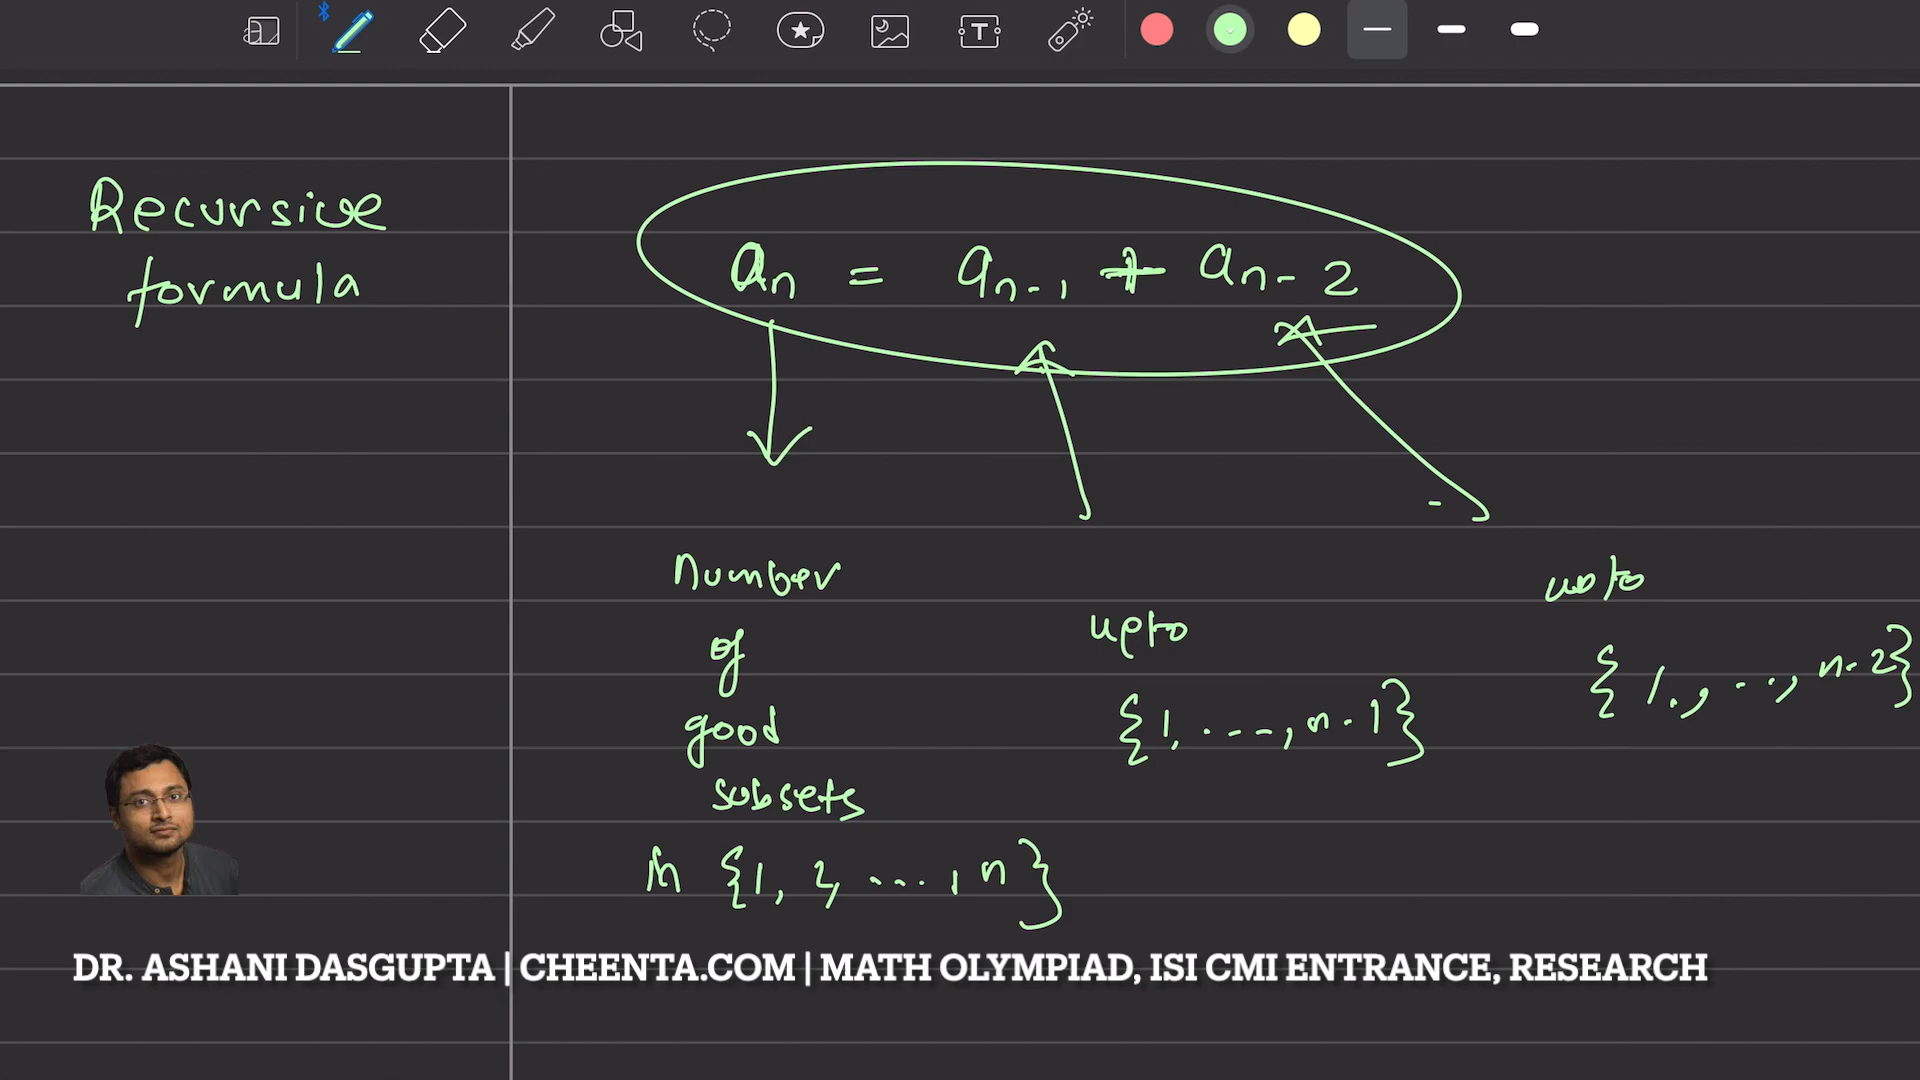 Recursive
formula
an = an-1 + an-2
number
of
good
subsets
in {1, 2, ...., n}
upto
{1, ---, n-1}
upto
{1, ..., n-2}
DR. ASHANI DASGUPTA | CHEENTA.COM | MATH OLYMPIAD, ISI CMI ENTRANCE, RESEARCH